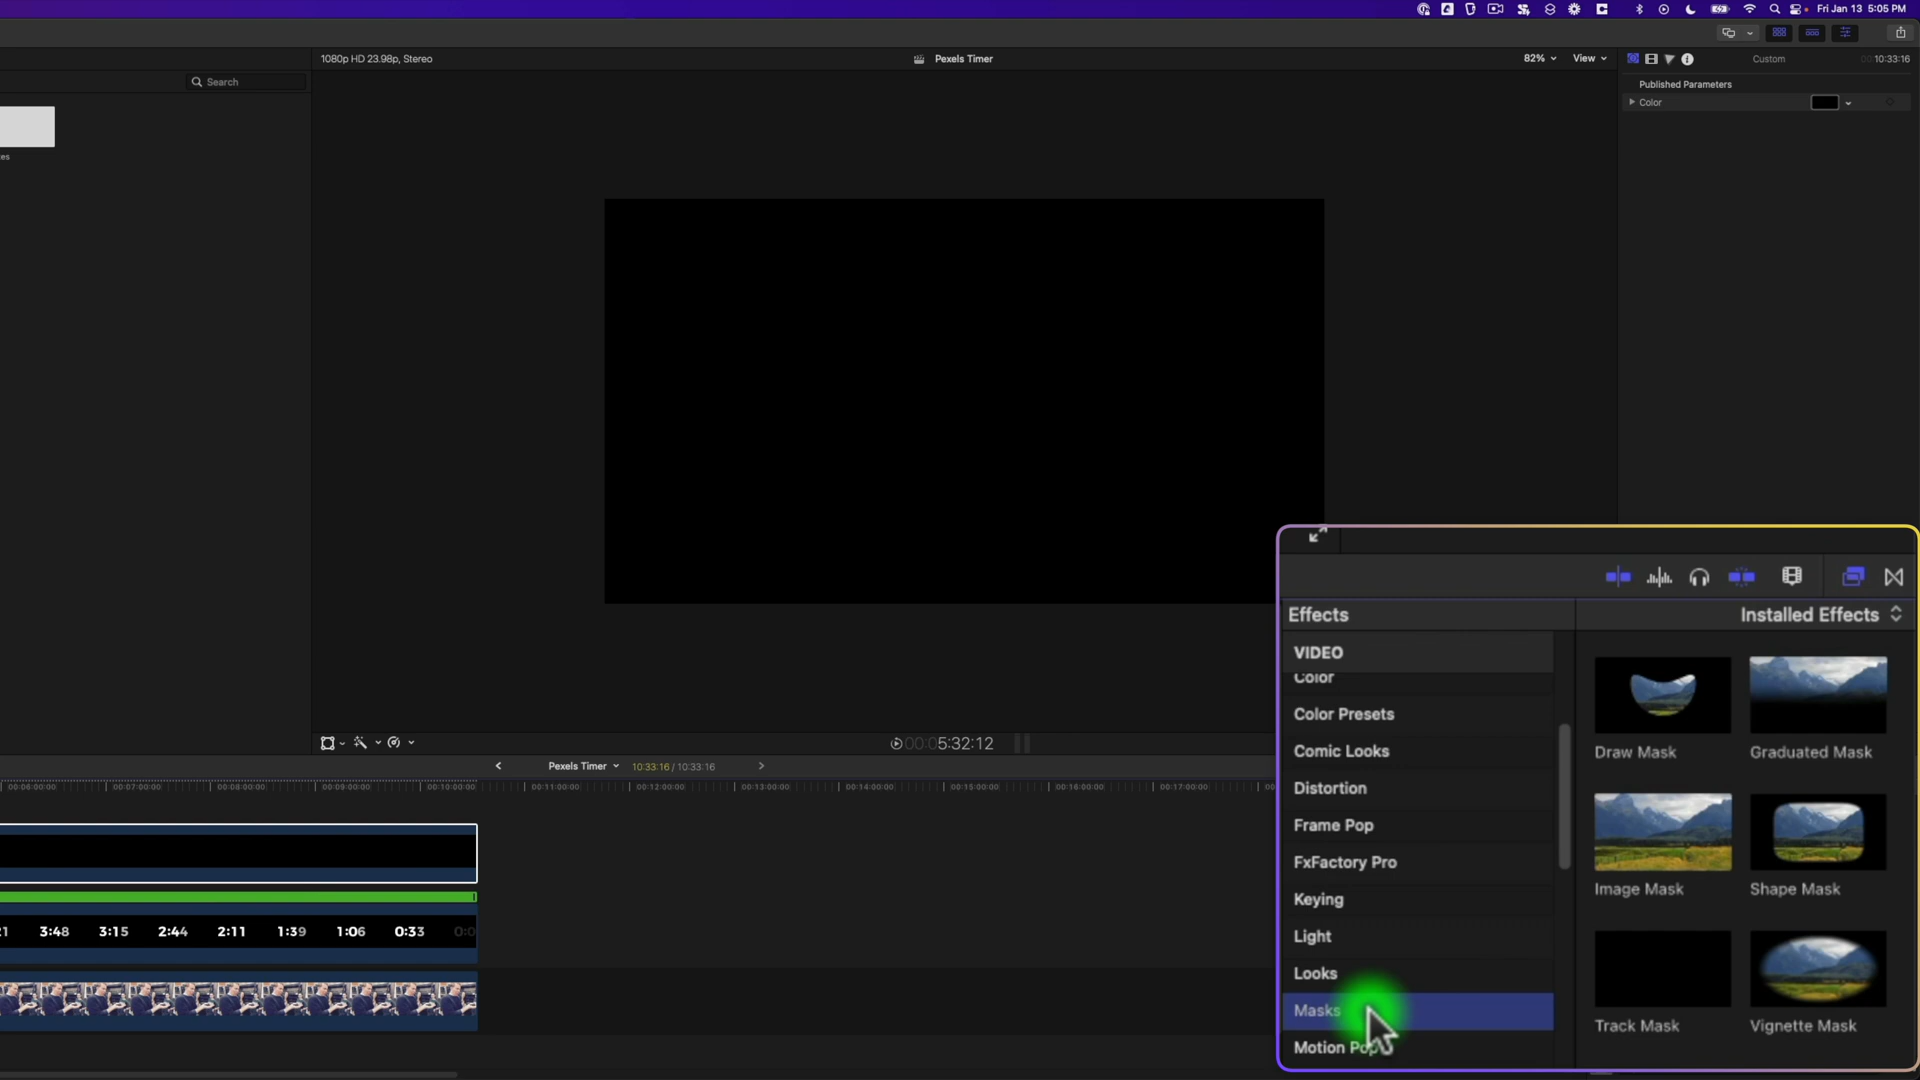 Fri Jan 13 5:05 PM
1080p HD 23.98p, Stereo
Pexels Timer
82%
View
Custom
10:33:16
Search
Published Parameters
Color
5:32:12
Pexels Timer
10:33:16 / 10:33:16
00:06:00:00
00:07:00:00
00:08:00:00
00:09:00:00
00:10:00:00
00:11:00:00
00:12:00:00
00:13:00:00
00:14:00:00
00:15:00:00
00:16:00:00
00:17:00:00
3:48
3:15
2:44
2:11
1:39
1:06
0:33
Effects
Installed Effects
VIDEO
Color
Color Presets
Comic Looks
Distortion
Frame Pop
FxFactory Pro
Keying
Light
Looks
Masks
Motion Pop
Draw Mask
Graduated Mask
Image Mask
Shape Mask
Track Mask
Vignette Mask